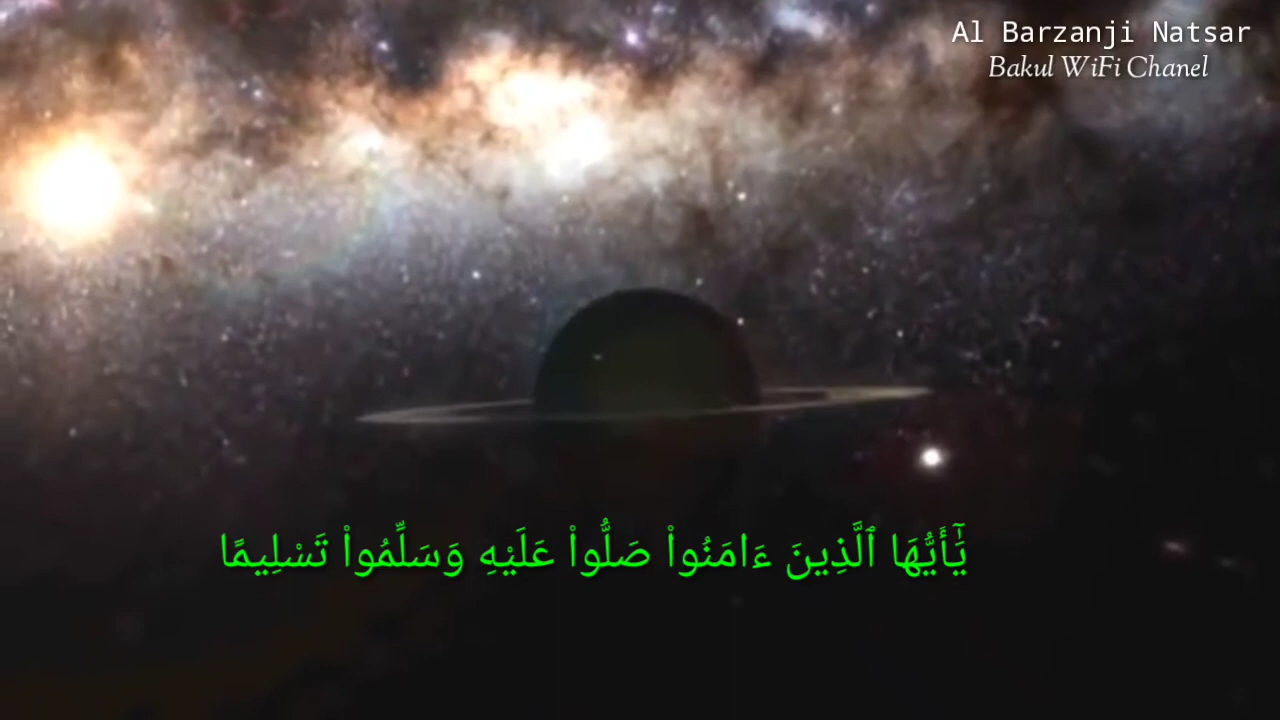 Al Barzanji Natsar
Bakul WiFi Chanel
يَٰٓأَيُّهَا ٱلَّذِينَ ءَامَنُوا۟ صَلُّوا۟ عَلَيْهِ وَسَلِّمُوا۟ تَسْلِيمًا